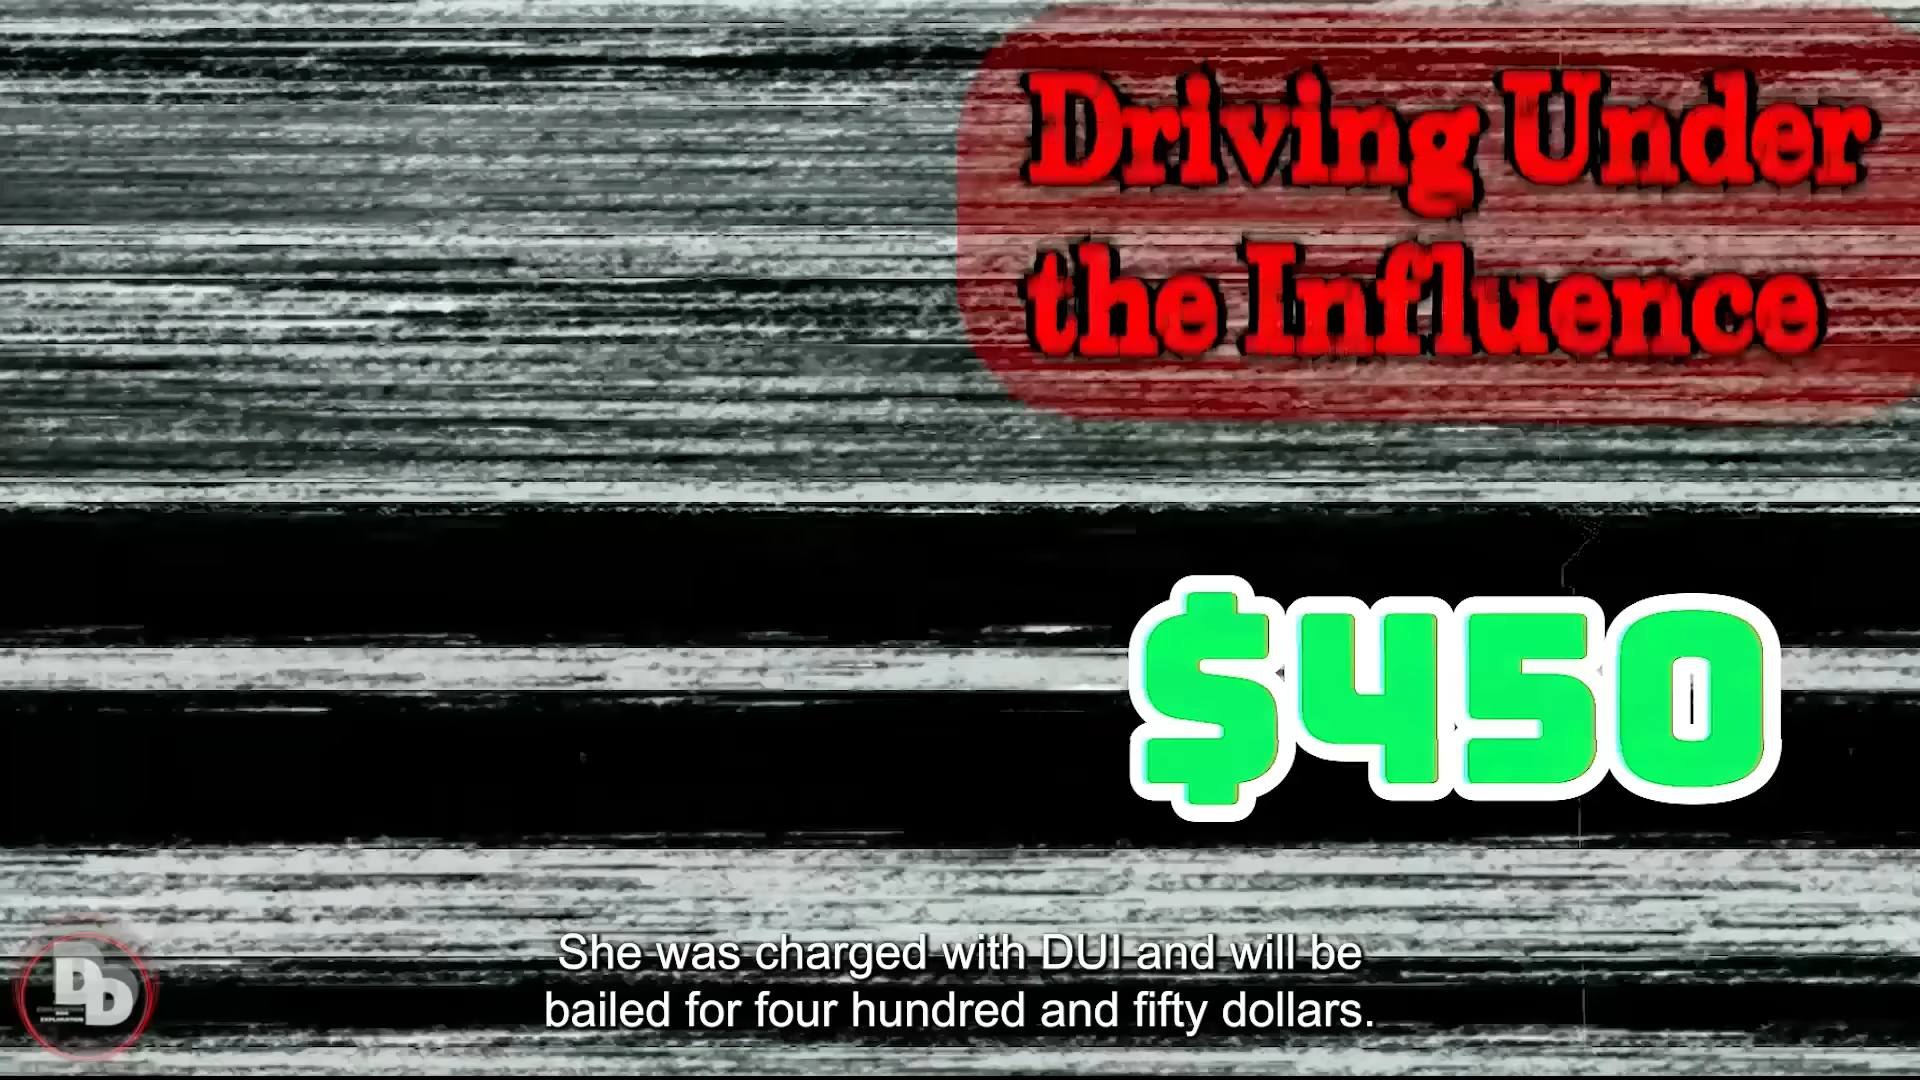 Driving Under
the Influence
$450
She was charged with DUI and will be
bailed for four hundred and fifty dollars.
DD